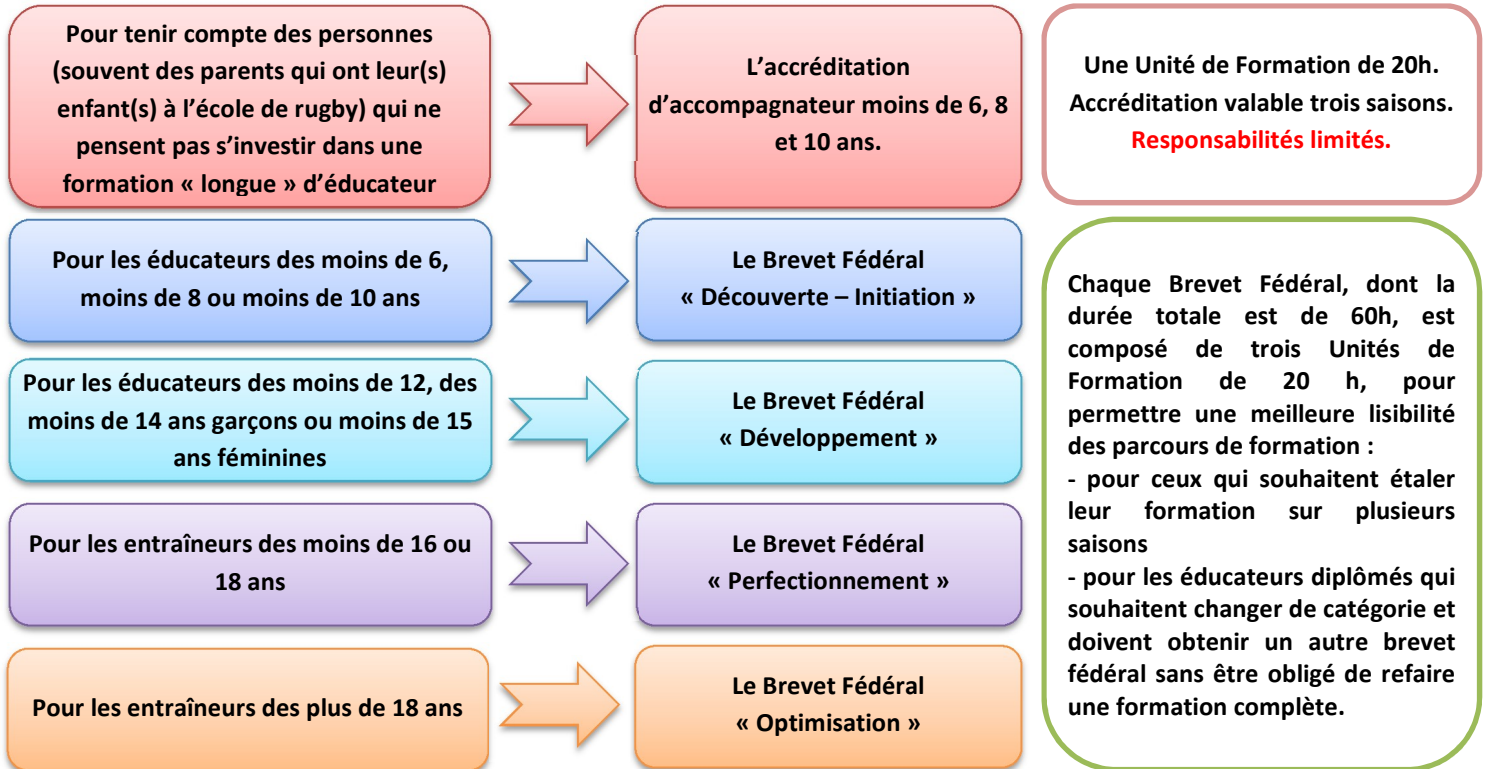 Pour tenir compte des personnes
(souvent des parents qui ont leur(s)
enfant(s) à l'école de rugby) qui ne
pensent pas s'investir dans une
formation « longue » d'éducateur
L'accréditation
d'accompagnateur moins de 6, 8
et 10 ans.
Une Unité de Formation de 20h.
Accréditation valable trois saisons.
Responsabilités limités.
Pour les éducateurs des moins de 6,
moins de 8 ou moins de 10 ans
Le Brevet Fédéral
« Découverte – Initiation »
Pour les éducateurs des moins de 12, des
moins de 14 ans garçons ou moins de 15
ans féminines
Le Brevet Fédéral
« Développement »
Pour les entraîneurs des moins de 16 ou
18 ans
Le Brevet Fédéral
« Perfectionnement »
Pour les entraîneurs des plus de 18 ans
Le Brevet Fédéral
« Optimisation »
Chaque Brevet Fédéral, dont la
durée totale est de 60h, est
composé de trois Unités de
Formation de 20 h, pour
permettre une meilleure lisibilité
des parcours de formation :
- pour ceux qui souhaitent étaler
leur formation sur plusieurs
saisons
- pour les éducateurs diplômés qui
souhaitent changer de catégorie et
doivent obtenir un autre brevet
fédéral sans être obligé de refaire
une formation complète.